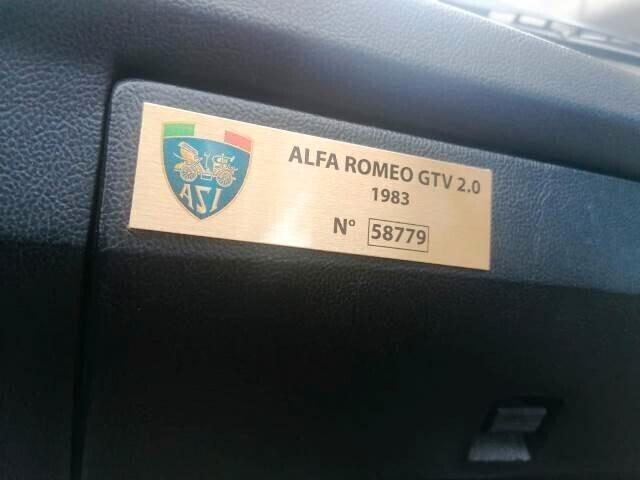 ASI
ALFA ROMEO GTV 2.0
1983
N° 58779